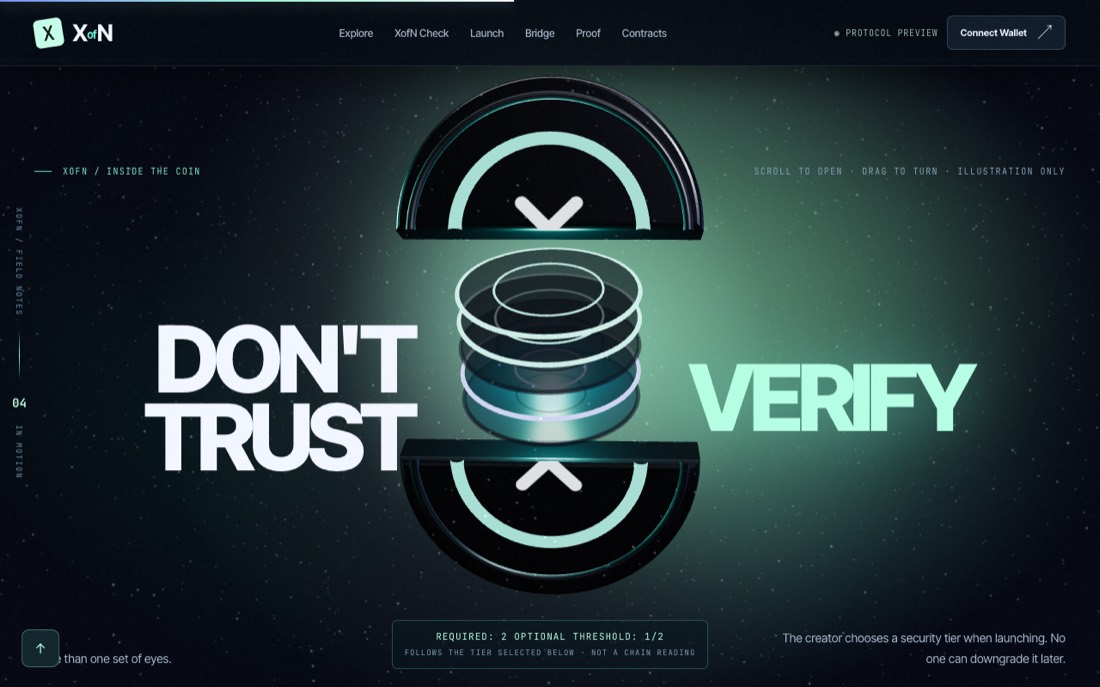 X XofN
Explore XofN Check Launch Bridge Proof Contracts
PROTOCOL PREVIEW
Connect Wallet
XOFN / INSIDE THE COIN
SCROLL TO OPEN · DRAG TO TURN · ILLUSTRATION ONLY
XOFN / FIELD NOTES
04
IN MOTION
DON'T
TRUST
VERIFY
REQUIRED: 2 OPTIONAL THRESHOLD: 1/2
FOLLOWS THE TIER SELECTED BELOW · NOT A CHAIN READING
than one set of eyes.
The creator chooses a security tier when launching. No
one can downgrade it later.